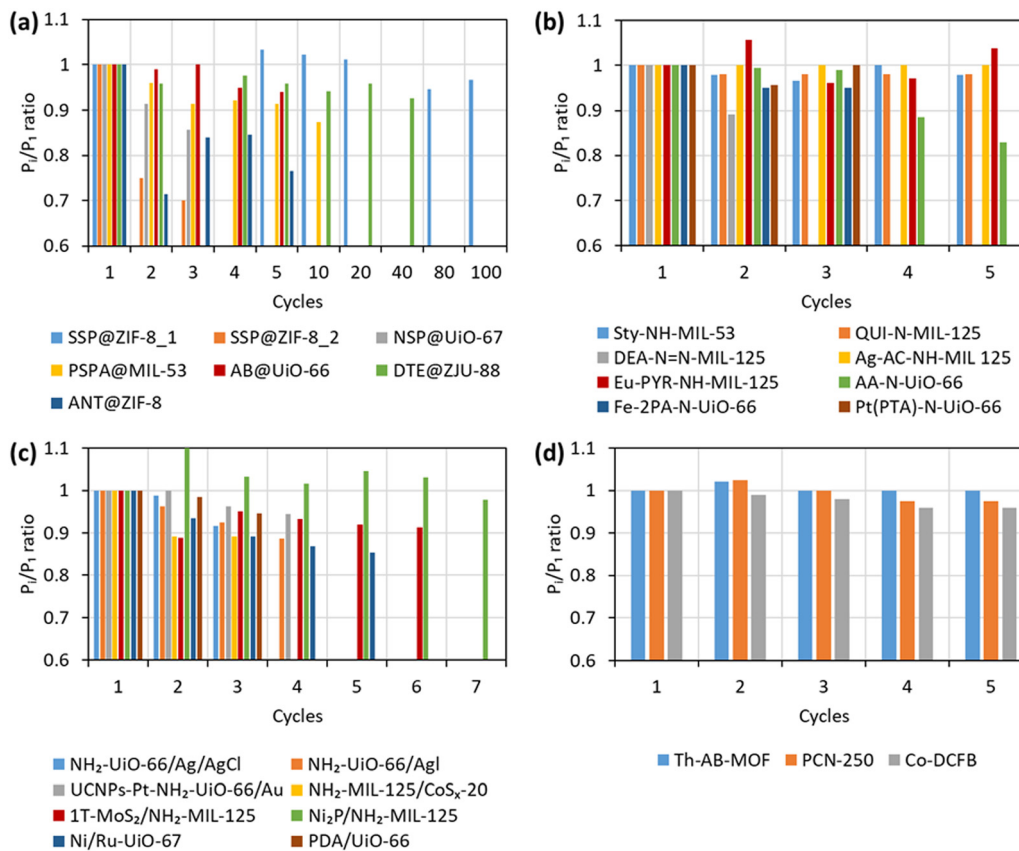 (a)
1.1
1
0.9
0.8
0.7
0.6
Pᵢ/P₁ ratio
1 2 3 4 5 10 20 40 80 100
Cycles
SSP@ZIF-8_1 SSP@ZIF-8_2 NSP@UiO-67
PSPA@MIL-53 AB@UiO-66 DTE@ZJU-88
ANT@ZIF-8
(b)
1.1
1
0.9
0.8
0.7
0.6
Pᵢ/P₁ ratio
1 2 3 4 5
Cycles
Sty-NH-MIL-53 QUI-N-MIL-125
DEA-N=N-MIL-125 Ag-AC-NH-MIL 125
Eu-PYR-NH-MIL-125 AA-N-UiO-66
Fe-2PA-N-UiO-66 Pt(PTA)-N-UiO-66
(c)
1.1
1
0.9
0.8
0.7
0.6
Pᵢ/P₁ ratio
1 2 3 4 5 6 7
Cycles
NH₂-UiO-66/Ag/AgCl NH₂-UiO-66/AgI
UCNPs-Pt-NH₂-UiO-66/Au NH₂-MIL-125/CoSₓ-20
1T-MoS₂/NH₂-MIL-125 Ni₂P/NH₂-MIL-125
Ni/Ru-UiO-67 PDA/UiO-66
(d)
1.1
1
0.9
0.8
0.7
0.6
Pᵢ/P₁ ratio
1 2 3 4 5
Cycles
Th-AB-MOF PCN-250 Co-DCFB